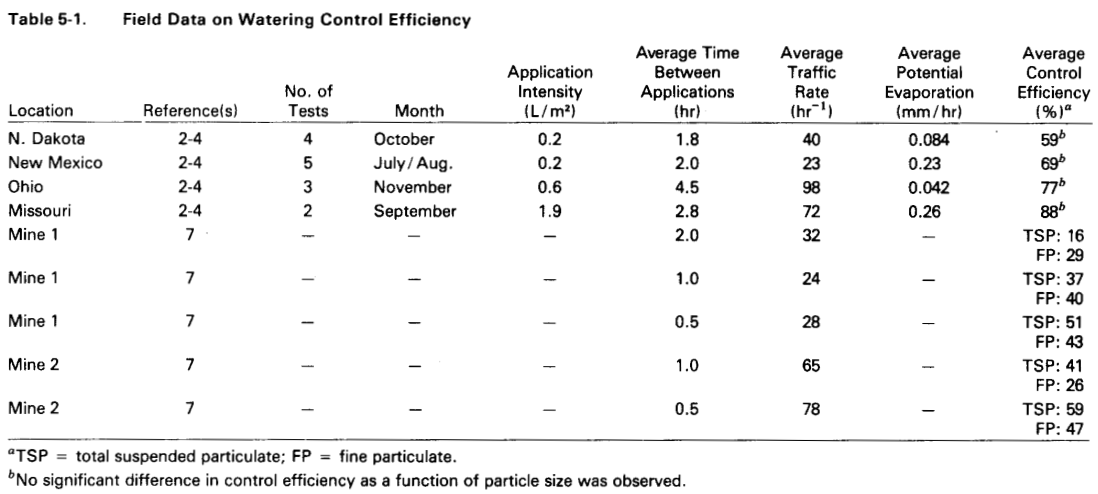 Table 5-1. Field Data on Watering Control Efficiency
Location Reference(s) No. of Tests Month Application Intensity (L/m²) Average Time Between Applications (hr) Average Traffic Rate (hr⁻¹) Average Potential Evaporation (mm/hr) Average Control Efficiency (%)ᵃ
N. Dakota 2-4 4 October 0.2 1.8 40 0.084 59ᵇ
New Mexico 2-4 5 July/Aug. 0.2 2.0 23 0.23 69ᵇ
Ohio 2-4 3 November 0.6 4.5 98 0.042 77ᵇ
Missouri 2-4 2 September 1.9 2.8 72 0.26 88ᵇ
Mine 1 7 — — — 2.0 32 — TSP: 16
FP: 29
Mine 1 7 — — — 1.0 24 — TSP: 37
FP: 40
Mine 1 7 — — — 0.5 28 — TSP: 51
FP: 43
Mine 2 7 — — — 1.0 65 — TSP: 41
FP: 26
Mine 2 7 — — — 0.5 78 — TSP: 59
FP: 47
ᵃTSP = total suspended particulate; FP = fine particulate.
ᵇNo significant difference in control efficiency as a function of particle size was observed.